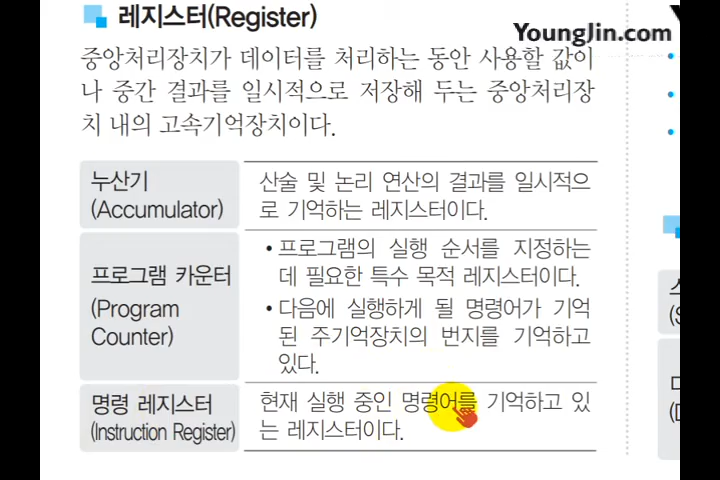 레지스터(Register)
YoungJin.com
중앙처리장치가 데이터를 처리하는 동안 사용할 값이
나 중간 결과를 일시적으로 저장해 두는 중앙처리장
치 내의 고속기억장치이다.
누산기
(Accumulator)
산술 및 논리 연산의 결과를 일시적으
로 기억하는 레지스터이다.
프로그램 카운터
(Program
Counter)
• 프로그램의 실행 순서를 지정하는
데 필요한 특수 목적 레지스터이다.
• 다음에 실행하게 될 명령어가 기억
된 주기억장치의 번지를 기억하고
있다.
명령 레지스터
(Instruction Register)
현재 실행 중인 명령어를 기억하고 있
는 레지스터이다.